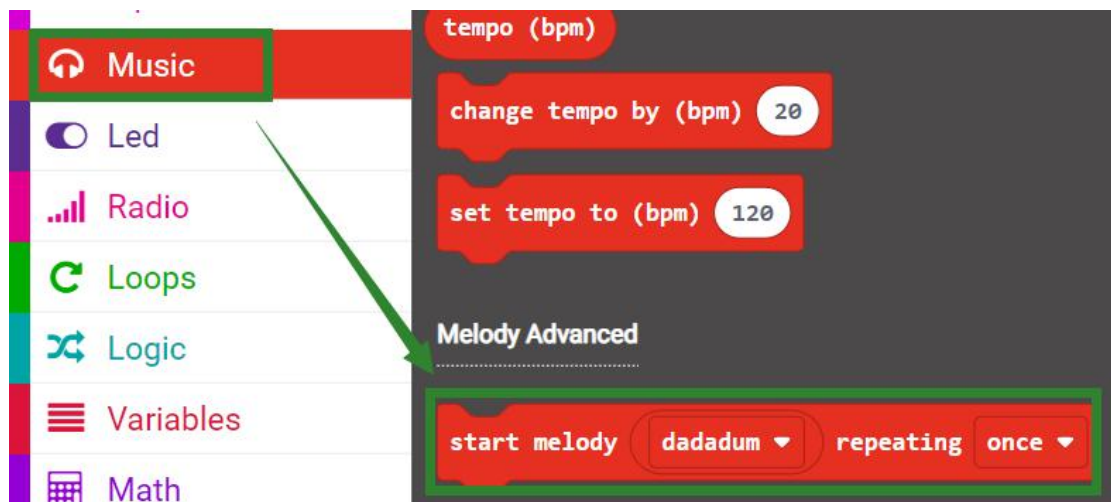 Music
Led
Radio
Loops
Logic
Variables
Math
tempo (bpm)
change tempo by (bpm) 20
set tempo to (bpm) 120
Melody Advanced
start melody dadadum repeating once